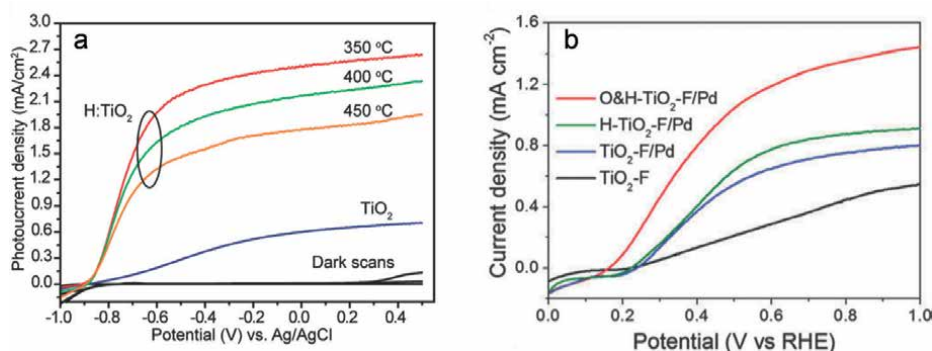 a
3.0
2.7
2.4
2.1
1.8
1.5
1.2
0.9
0.6
0.3
0.0
Photoucrrent density (mA/cm²)
350 °C
400 °C
450 °C
H:TiO₂
TiO₂
Dark scans
-1.0 -0.8 -0.6 -0.4 -0.2 0.0 0.2 0.4
Potential (V) vs. Ag/AgCl
b
1.6
1.2
0.8
0.4
0.0
Current density (mA cm⁻²)
O&H-TiO₂-F/Pd
H-TiO₂-F/Pd
TiO₂-F/Pd
TiO₂-F
0.0 0.2 0.4 0.6 0.8 1.0
Potential (V vs RHE)